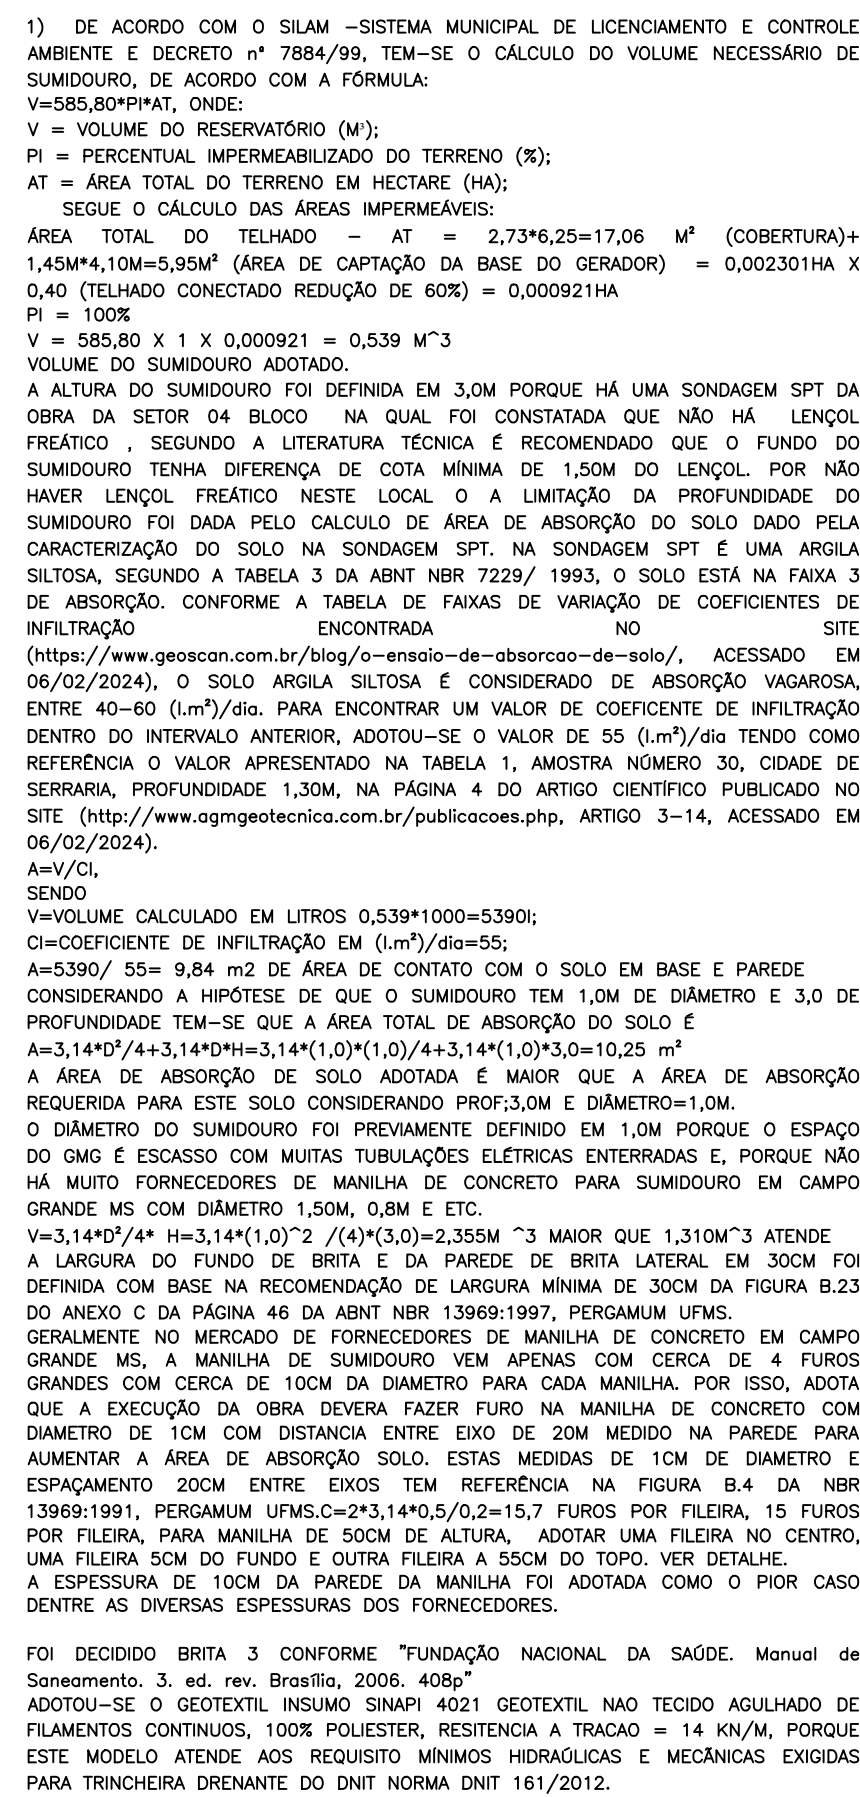 1) DE ACORDO COM O SILAM -SISTEMA MUNICIPAL DE LICENCIAMENTO E CONTROLE
AMBIENTE E DECRETO nº 7884/99, TEM-SE O CÁLCULO DO VOLUME NECESSÁRIO DE
SUMIDOURO, DE ACORDO COM A FÓRMULA:
V=585,80*PI*AT, ONDE:
V = VOLUME DO RESERVATÓRIO (M³);
PI = PERCENTUAL IMPERMEABILIZADO DO TERRENO (%);
AT = ÁREA TOTAL DO TERRENO EM HECTARE (HA);
SEGUE O CÁLCULO DAS ÁREAS IMPERMEÁVEIS:
ÁREA TOTAL DO TELHADO - AT = 2,73*6,25=17,06 M² (COBERTURA)+
1,45M*4,10M=5,95M² (ÁREA DE CAPTAÇÃO DA BASE DO GERADOR) = 0,002301HA X
0,40 (TELHADO CONECTADO REDUÇÃO DE 60%) = 0,000921HA
PI = 100%
V = 585,80 X 1 X 0,000921 = 0,539 M^3
VOLUME DO SUMIDOURO ADOTADO.
A ALTURA DO SUMIDOURO FOI DEFINIDA EM 3,0M PORQUE HÁ UMA SONDAGEM SPT DA
OBRA DA SETOR 04 BLOCO NA QUAL FOI CONSTATADA QUE NÃO HÁ LENÇOL
FREÁTICO , SEGUNDO A LITERATURA TÉCNICA É RECOMENDADO QUE O FUNDO DO
SUMIDOURO TENHA DIFERENÇA DE COTA MÍNIMA DE 1,50M DO LENÇOL. POR NÃO
HAVER LENÇOL FREÁTICO NESTE LOCAL O A LIMITAÇÃO DA PROFUNDIDADE DO
SUMIDOURO FOI DADA PELO CALCULO DE ÁREA DE ABSORÇÃO DO SOLO DADO PELA
CARACTERIZAÇÃO DO SOLO NA SONDAGEM SPT. NA SONDAGEM SPT É UMA ARGILA
SILTOSA, SEGUNDO A TABELA 3 DA ABNT NBR 7229/ 1993, O SOLO ESTÁ NA FAIXA 3
DE ABSORÇÃO. CONFORME A TABELA DE FAIXAS DE VARIAÇÃO DE COEFICIENTES DE
INFILTRAÇÃO ENCONTRADA NO SITE
(https://www.geoscan.com.br/blog/o-ensaio-de-absorcao-de-solo/, ACESSADO EM
06/02/2024), O SOLO ARGILA SILTOSA É CONSIDERADO DE ABSORÇÃO VAGAROSA,
ENTRE 40-60 (l.m²)/dia. PARA ENCONTRAR UM VALOR DE COEFICENTE DE INFILTRAÇÃO
DENTRO DO INTERVALO ANTERIOR, ADOTOU-SE O VALOR DE 55 (l.m²)/dia TENDO COMO
REFERÊNCIA O VALOR APRESENTADO NA TABELA 1, AMOSTRA NÚMERO 30, CIDADE DE
SERRARIA, PROFUNDIDADE 1,30M, NA PÁGINA 4 DO ARTIGO CIENTÍFICO PUBLICADO NO
SITE (http://www.agmgeotecnica.com.br/publicacoes.php, ARTIGO 3-14, ACESSADO EM
06/02/2024).
A=V/CI,
SENDO
V=VOLUME CALCULADO EM LITROS 0,539*1000=5390l;
CI=COEFICIENTE DE INFILTRAÇÃO EM (l.m²)/dia=55;
A=5390/ 55= 9,84 m2 DE ÁREA DE CONTATO COM O SOLO EM BASE E PAREDE
CONSIDERANDO A HIPÓTESE DE QUE O SUMIDOURO TEM 1,0M DE DIÂMETRO E 3,0 DE
PROFUNDIDADE TEM-SE QUE A ÁREA TOTAL DE ABSORÇÃO DO SOLO É
A=3,14*D²/4+3,14*D*H=3,14*(1,0)*(1,0)/4+3,14*(1,0)*3,0=10,25 m²
A ÁREA DE ABSORÇÃO DE SOLO ADOTADA É MAIOR QUE A ÁREA DE ABSORÇÃO
REQUERIDA PARA ESTE SOLO CONSIDERANDO PROF;3,0M E DIÂMETRO=1,0M.
O DIÂMETRO DO SUMIDOURO FOI PREVIAMENTE DEFINIDO EM 1,0M PORQUE O ESPAÇO
DO GMG É ESCASSO COM MUITAS TUBULAÇÕES ELÉTRICAS ENTERRADAS E, PORQUE NÃO
HÁ MUITO FORNECEDORES DE MANILHA DE CONCRETO PARA SUMIDOURO EM CAMPO
GRANDE MS COM DIÂMETRO 1,50M, 0,8M E ETC.
V=3,14*D²/4* H=3,14*(1,0)^2 /(4)*(3,0)=2,355M ^3 MAIOR QUE 1,310M^3 ATENDE
A LARGURA DO FUNDO DE BRITA E DA PAREDE DE BRITA LATERAL EM 30CM FOI
DEFINIDA COM BASE NA RECOMENDAÇÃO DE LARGURA MÍNIMA DE 30CM DA FIGURA B.23
DO ANEXO C DA PÁGINA 46 DA ABNT NBR 13969:1997, PERGAMUM UFMS.
GERALMENTE NO MERCADO DE FORNECEDORES DE MANILHA DE CONCRETO EM CAMPO
GRANDE MS, A MANILHA DE SUMIDOURO VEM APENAS COM CERCA DE 4 FUROS
GRANDES COM CERCA DE 10CM DA DIAMETRO PARA CADA MANILHA. POR ISSO, ADOTA
QUE A EXECUÇÃO DA OBRA DEVERA FAZER FURO NA MANILHA DE CONCRETO COM
DIAMETRO DE 1CM COM DISTANCIA ENTRE EIXO DE 20M MEDIDO NA PAREDE PARA
AUMENTAR A ÁREA DE ABSORÇÃO SOLO. ESTAS MEDIDAS DE 1CM DE DIAMETRO E
ESPAÇAMENTO 20CM ENTRE EIXOS TEM REFERÊNCIA NA FIGURA B.4 DA NBR
13969:1991, PERGAMUM UFMS.C=2*3,14*0,5/0,2=15,7 FUROS POR FILEIRA, 15 FUROS
POR FILEIRA, PARA MANILHA DE 50CM DE ALTURA, ADOTAR UMA FILEIRA NO CENTRO,
UMA FILEIRA 5CM DO FUNDO E OUTRA FILEIRA A 55CM DO TOPO. VER DETALHE.
A ESPESSURA DE 10CM DA PAREDE DA MANILHA FOI ADOTADA COMO O PIOR CASO
DENTRE AS DIVERSAS ESPESSURAS DOS FORNECEDORES.
FOI DECIDIDO BRITA 3 CONFORME "FUNDAÇÃO NACIONAL DA SAÚDE. Manual de
Saneamento. 3. ed. rev. Brasília, 2006. 408p"
ADOTOU-SE O GEOTEXTIL INSUMO SINAPI 4021 GEOTEXTIL NAO TECIDO AGULHADO DE
FILAMENTOS CONTINUOS, 100% POLIESTER, RESITENCIA A TRACAO = 14 KN/M, PORQUE
ESTE MODELO ATENDE AOS REQUISITO MÍNIMOS HIDRAÚLICAS E MECÃNICAS EXIGIDAS
PARA TRINCHEIRA DRENANTE DO DNIT NORMA DNIT 161/2012.